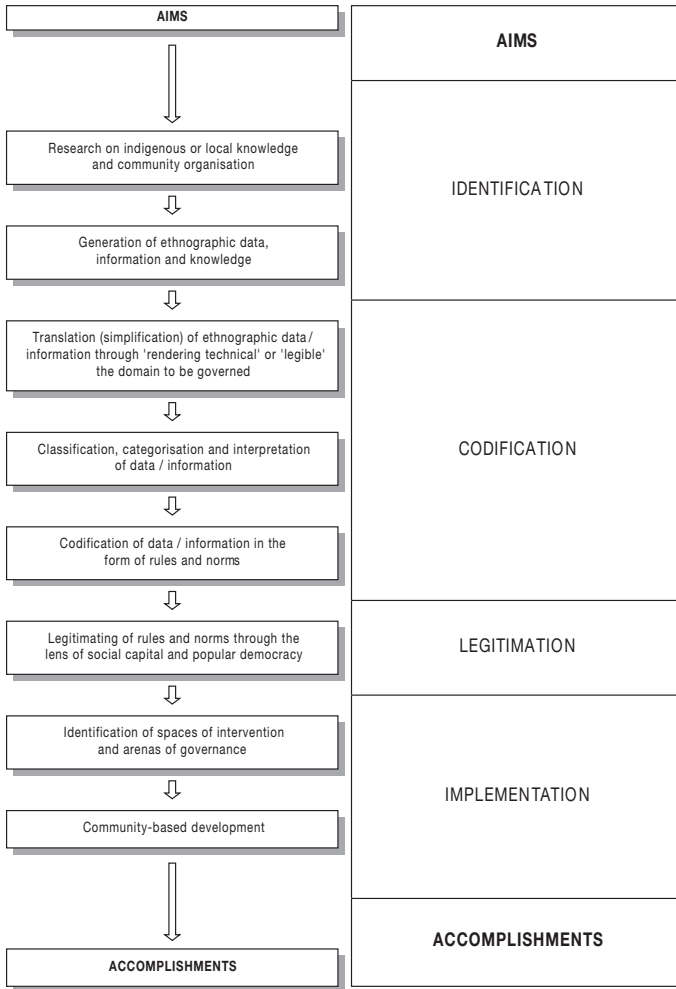 AIMS
Research on indigenous or local knowledge
and community organisation
Generation of ethnographic data,
information and knowledge
Translation (simplification) of ethnographic data /
information through 'rendering technical' or 'legible'
the domain to be governed
Classification, categorisation and interpretation
of data / information
Codification of data / information in the
form of rules and norms
Legitimating of rules and norms through the
lens of social capital and popular democracy
Identification of spaces of intervention
and arenas of governance
Community-based development
ACCOMPLISHMENTS
AIMS
IDENTIFICATION
CODIFICATION
LEGITIMATION
IMPLEMENTATION
ACCOMPLISHMENTS